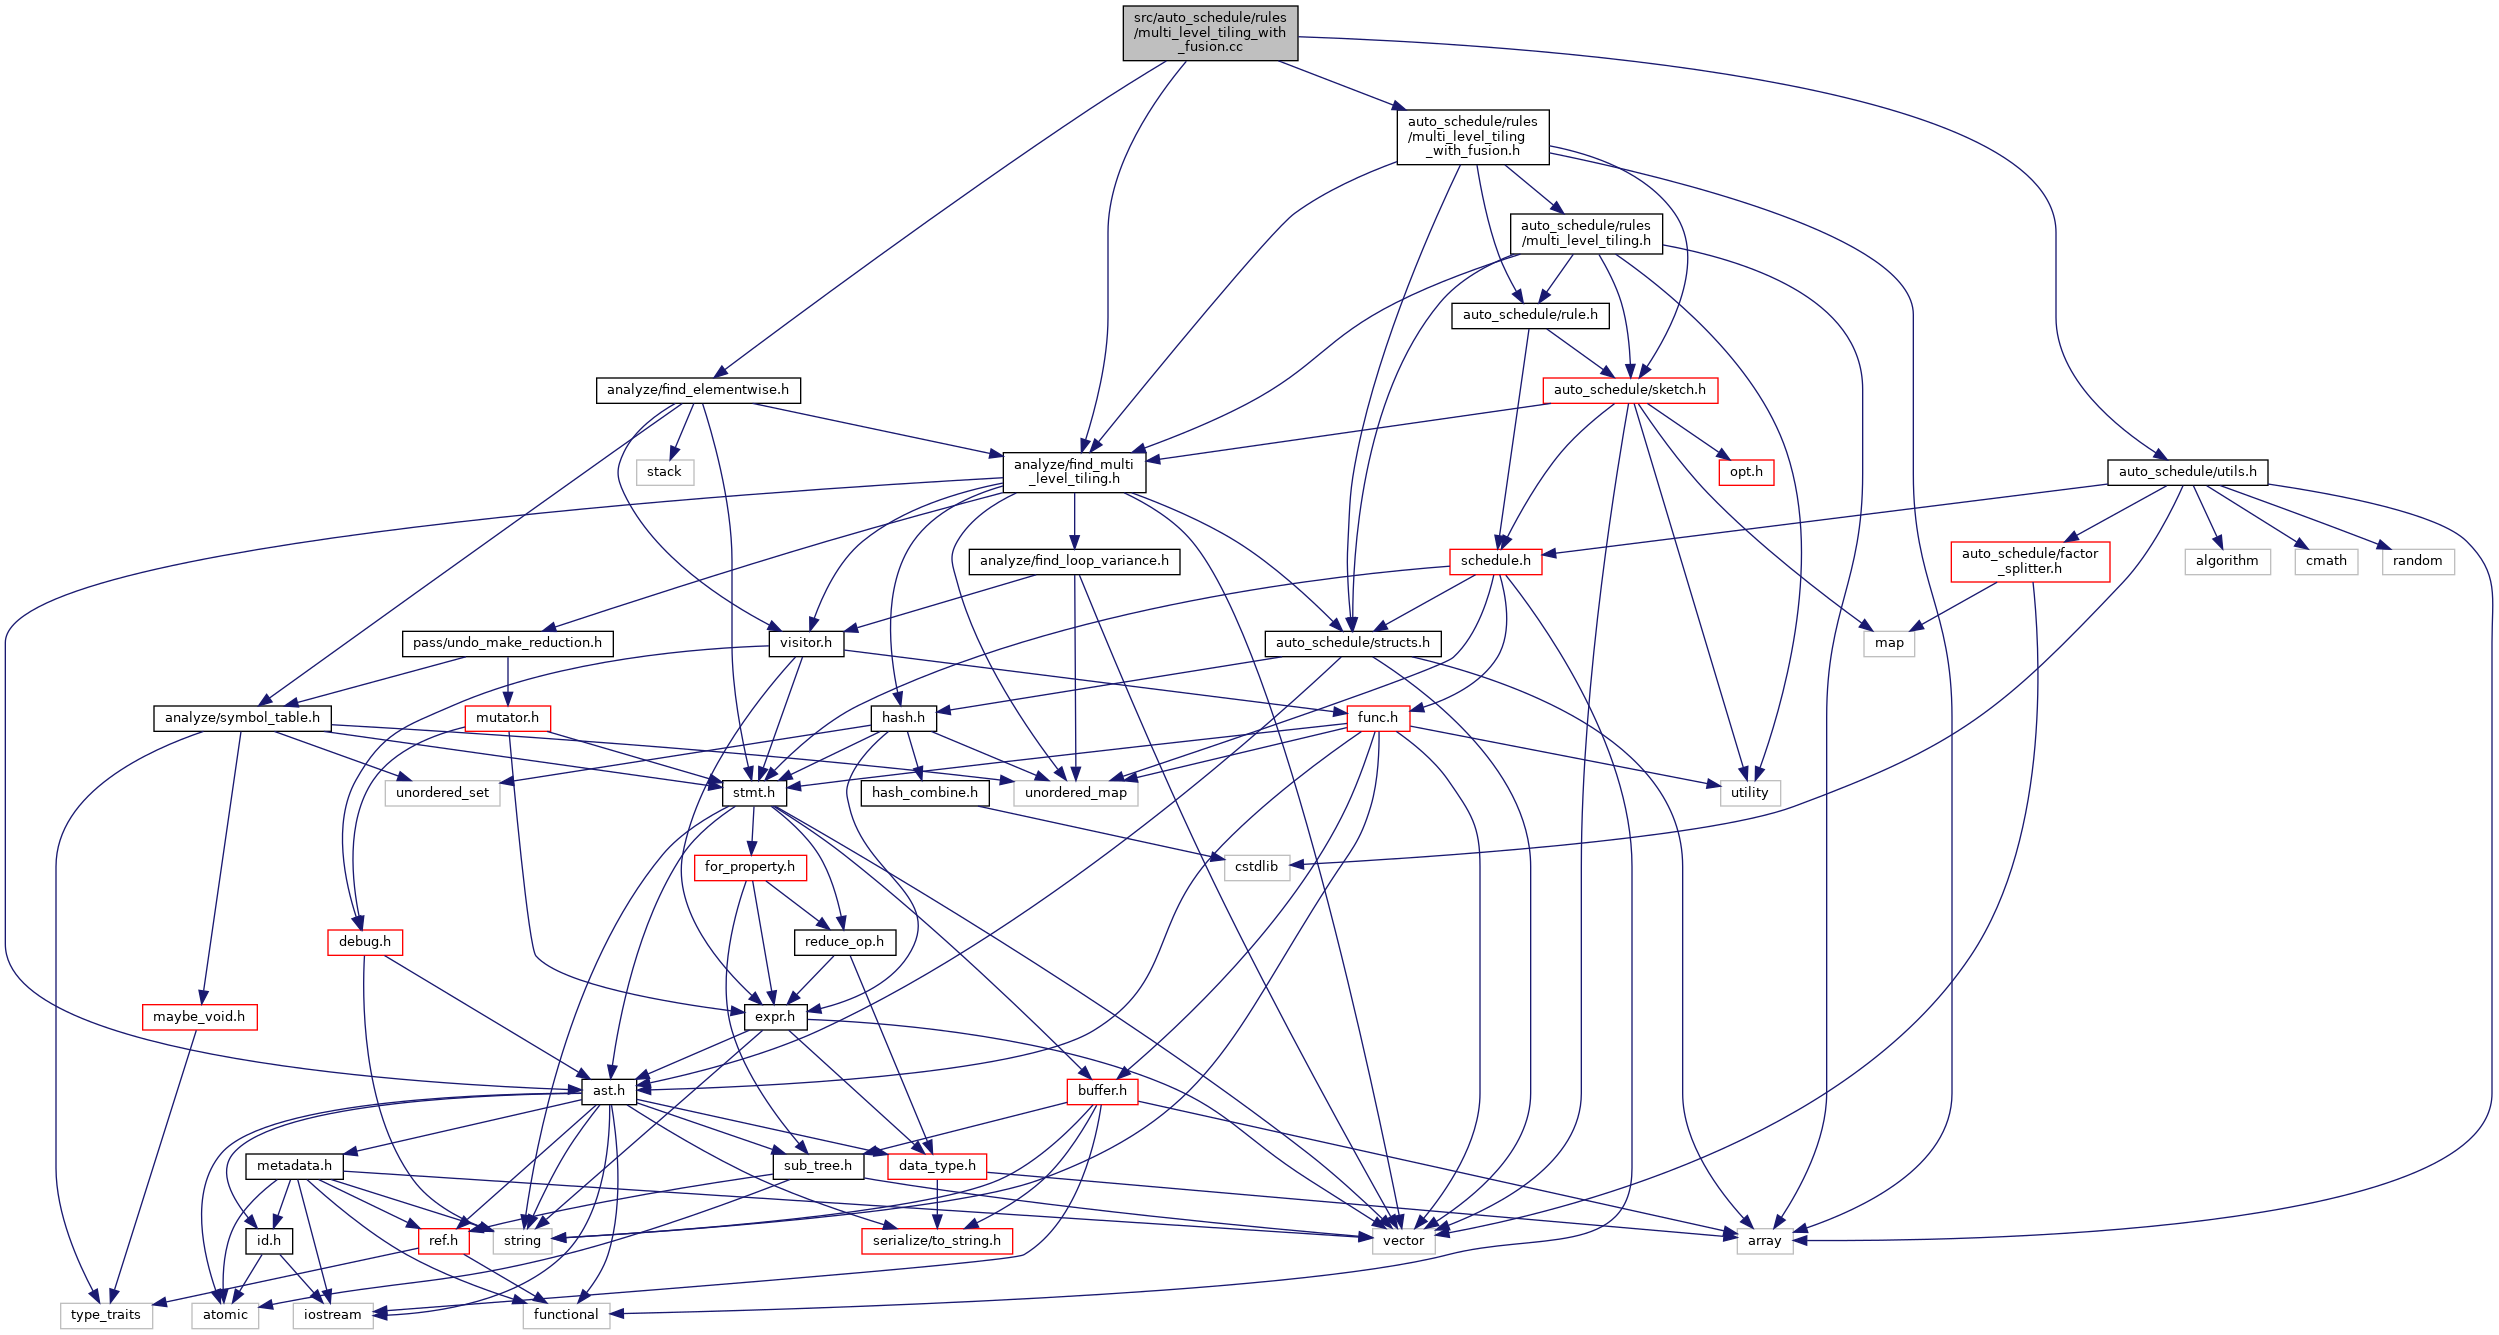 src/auto_schedule/rules
/multi_level_tiling_with
_fusion.cc
auto_schedule/rules
/multi_level_tiling
_with_fusion.h
auto_schedule/rules
/multi_level_tiling.h
auto_schedule/rule.h
analyze/find_elementwise.h
auto_schedule/sketch.h
stack
analyze/find_multi
_level_tiling.h
opt.h
auto_schedule/utils.h
analyze/find_loop_variance.h
schedule.h
auto_schedule/factor
_splitter.h
algorithm
cmath
random
pass/undo_make_reduction.h
visitor.h
auto_schedule/structs.h
map
analyze/symbol_table.h
mutator.h
hash.h
func.h
unordered_set
stmt.h
hash_combine.h
unordered_map
utility
for_property.h
cstdlib
debug.h
reduce_op.h
maybe_void.h
expr.h
ast.h
buffer.h
metadata.h
sub_tree.h
data_type.h
id.h
ref.h
string
serialize/to_string.h
vector
array
type_traits
atomic
iostream
functional